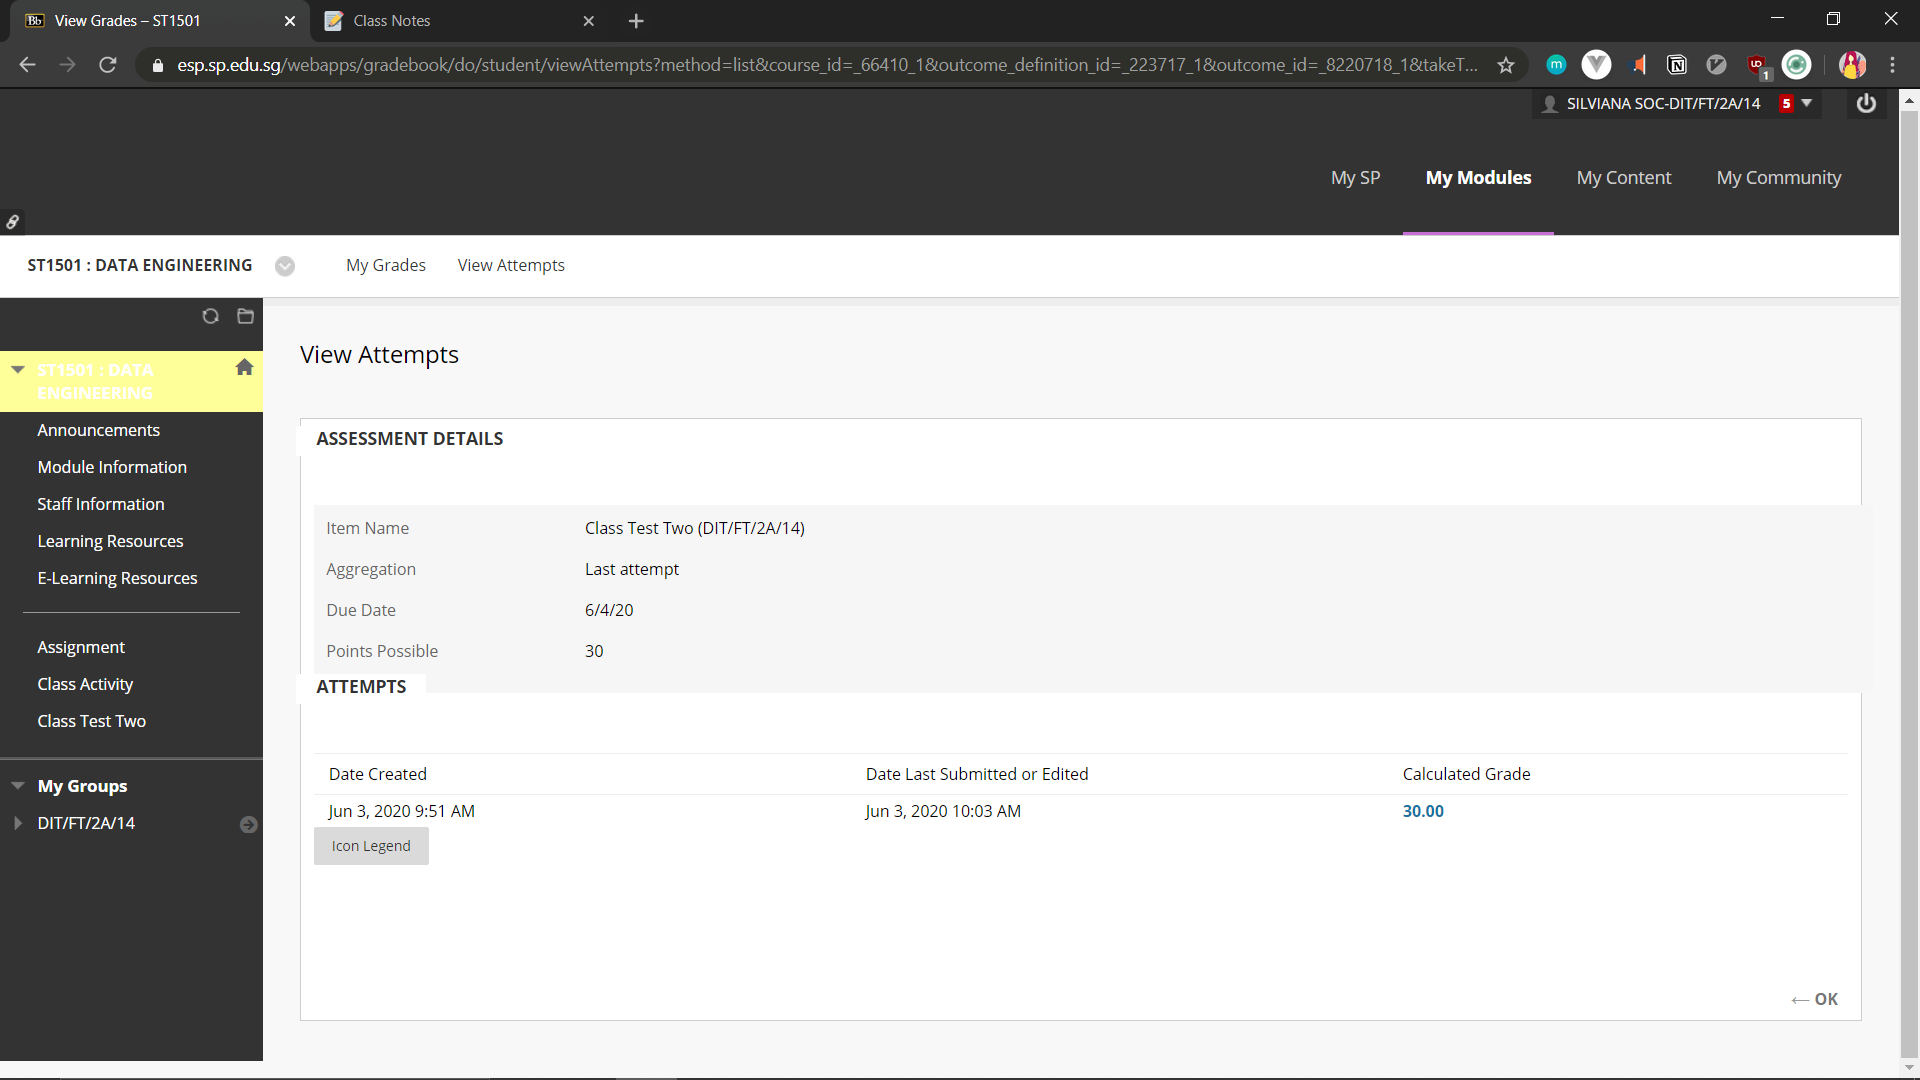 View Grades – ST1501
Class Notes
esp.sp.edu.sg/webapps/gradebook/do/student/viewAttempts?method=list&course_id=_66410_1&outcome_definition_id=_223717_1&outcome_id=_8220718_1&takeT...
SILVIANA SOC-DIT/FT/2A/14 5
My SP My Modules My Content My Community
ST1501 : DATA ENGINEERING My Grades View Attempts
ST1501 : DATA
ENGINEERING
Announcements
Module Information
Staff Information
Learning Resources
E-Learning Resources
Assignment
Class Activity
Class Test Two
My Groups
DIT/FT/2A/14
View Attempts
ASSESSMENT DETAILS
Item Name Class Test Two (DIT/FT/2A/14)
Aggregation Last attempt
Due Date 6/4/20
Points Possible 30
ATTEMPTS
Date Created Date Last Submitted or Edited Calculated Grade
Jun 3, 2020 9:51 AM Jun 3, 2020 10:03 AM 30.00
Icon Legend
← OK